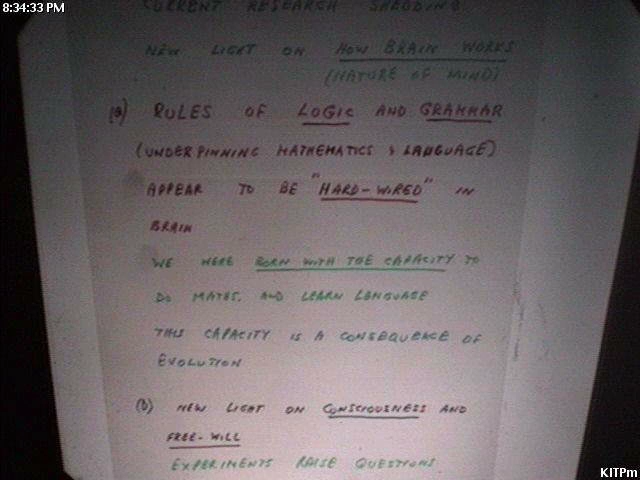 8:34:33 PM
CURRENT RESEARCH SHEDDING
NEW LIGHT ON HOW BRAIN WORKS
(NATURE OF MIND)
(a) RULES OF LOGIC AND GRAMMAR
(UNDERPINNING MATHEMATICS & LANGUAGE)
APPEAR TO BE "HARD-WIRED" IN
BRAIN
WE WERE BORN WITH THE CAPACITY TO
DO MATHS. AND LEARN LANGUAGE
THIS CAPACITY IS A CONSEQUENCE OF
EVOLUTION
(b) NEW LIGHT ON CONSCIOUSNESS AND
FREE-WILL
EXPERIMENTS RAISE QUESTIONS
KITPm